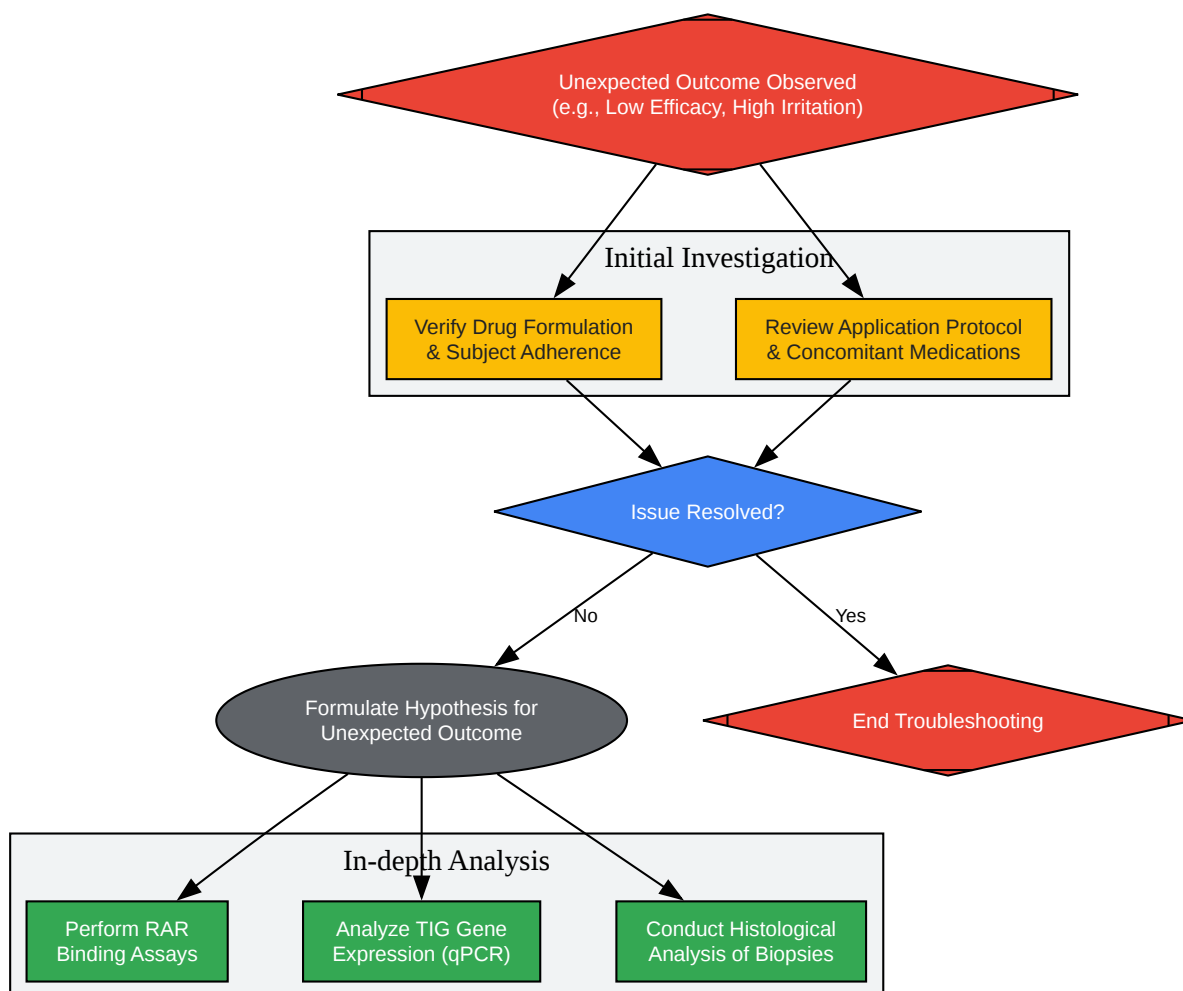 Unexpected Outcome Observed
(e.g., Low Efficacy, High Irritation)
Initial Investigation
Verify Drug Formulation
& Subject Adherence
Review Application Protocol
& Concomitant Medications
Issue Resolved?
No
Yes
Formulate Hypothesis for
Unexpected Outcome
End Troubleshooting
In-depth Analysis
Perform RAR
Binding Assays
Analyze TIG Gene
Expression (qPCR)
Conduct Histological
Analysis of Biopsies